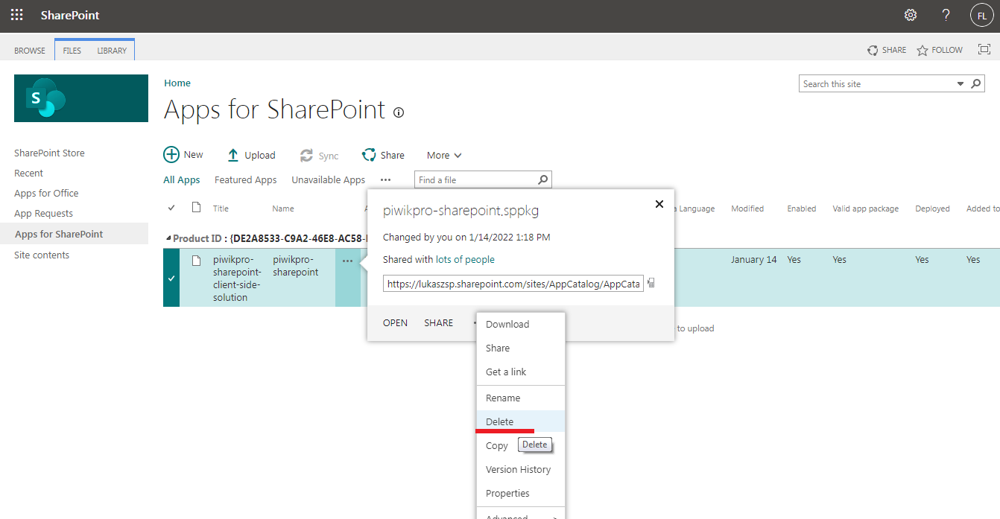 SharePoint
?
FL
BROWSE
FILES
LIBRARY
SHARE
FOLLOW
S
Home
Search this site
Apps for SharePoint
SharePoint Store
Recent
Apps for Office
App Requests
Apps for SharePoint
Site contents
New
Upload
Sync
Share
More
All Apps
Featured Apps
Unavailable Apps
Find a file
Title
Name
Language
Modified
Enabled
Valid app package
Deployed
Added to
Product ID : {DE2A8533-C9A2-46E8-AC58-
piwikpro-
sharepoint-
client-side-
solution
piwikpro-
sharepoint
January 14
Yes
Yes
Yes
Yes
to upload
piwikpro-sharepoint.sppkg
Changed by you on 1/14/2022 1:18 PM
Shared with lots of people
https://lukaszsp.sharepoint.com/sites/AppCatalog/AppCata
OPEN
SHARE
Download
Share
Get a link
Rename
Delete
Copy
Delete
Version History
Properties
Advanced